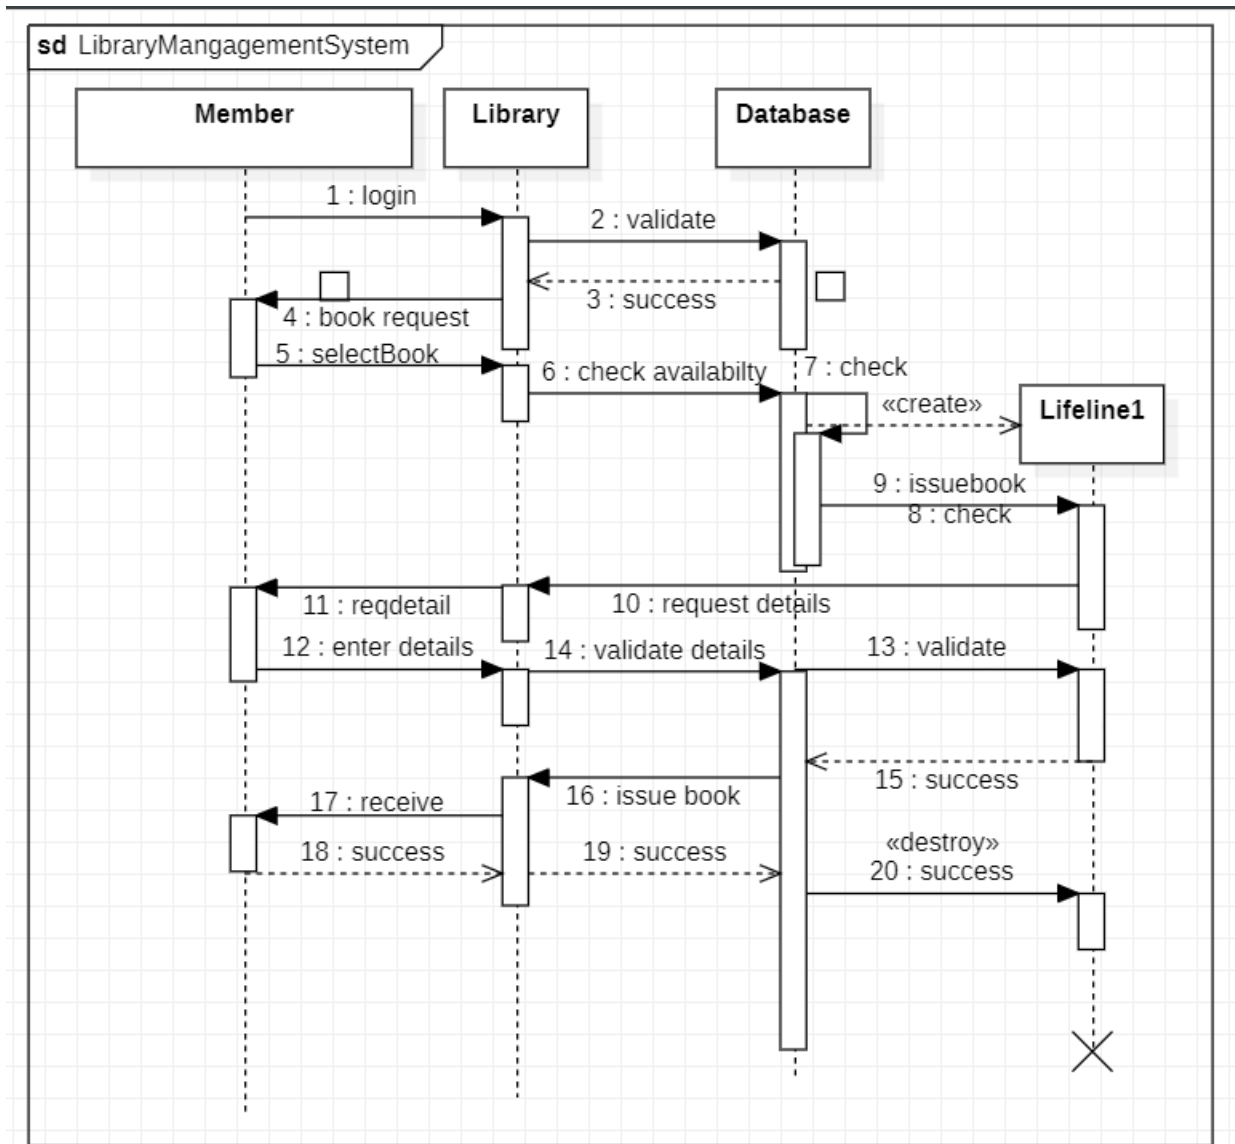 sd LibraryMangagementSystem
Member
Library
Database
1 : login
2 : validate
3 : success
4 : book request
5 : selectBook
6 : check availabilty
7 : check
«create»
Lifeline1
9 : issuebook
8 : check
10 : request details
11 : reqdetail
12 : enter details
14 : validate details
13 : validate
15 : success
16 : issue book
17 : receive
18 : success
19 : success
«destroy»
20 : success